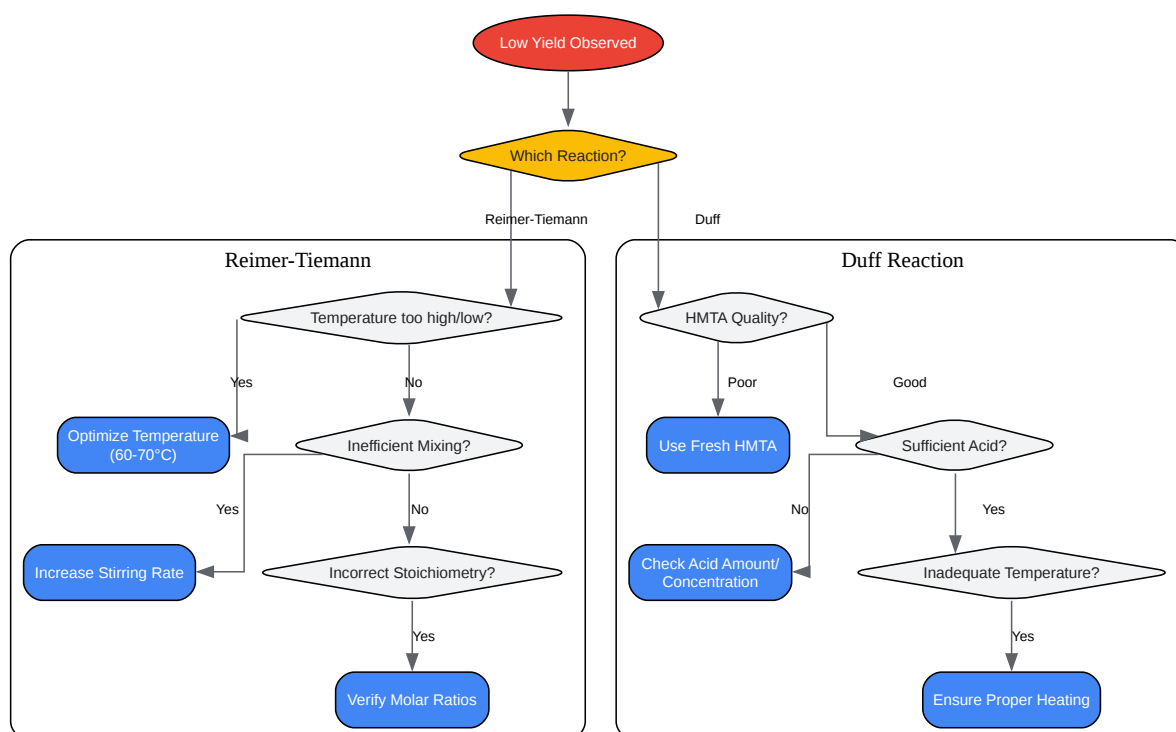 Low Yield Observed
Which Reaction?
Reimer-Tiemann
Duff
Reimer-Tiemann
Duff Reaction
Temperature too high/low?
HMTA Quality?
Yes
No
Poor
Good
Optimize Temperature
(60-70°C)
Inefficient Mixing?
Use Fresh HMTA
Sufficient Acid?
Yes
No
No
Yes
Increase Stirring Rate
Incorrect Stoichiometry?
Check Acid Amount/
Concentration
Inadequate Temperature?
Yes
Yes
Verify Molar Ratios
Ensure Proper Heating